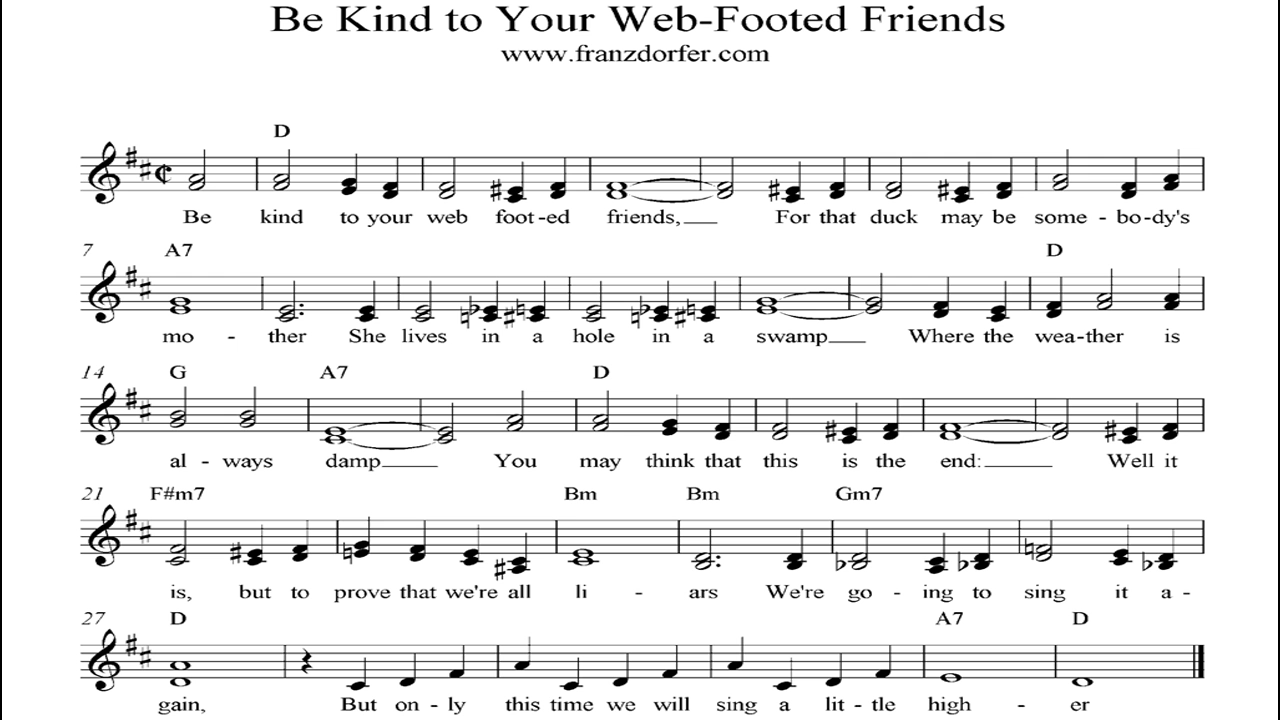 Be Kind to Your Web-Footed Friends
www.franzdorfer.com
D
Be kind to your web foot-ed friends, For that duck may be some - bo-dy's
7 A7 D
mo - ther She lives in a hole in a swamp Where the wea-ther is
14 G A7 D
al - ways damp You may think that this is the end: Well it
21 F#m7 Bm Bm Gm7
is, but to prove that we're all li - ars We're go - ing to sing it a -
27 D A7 D
gain, But on - ly this time we will sing a lit - tle high - er